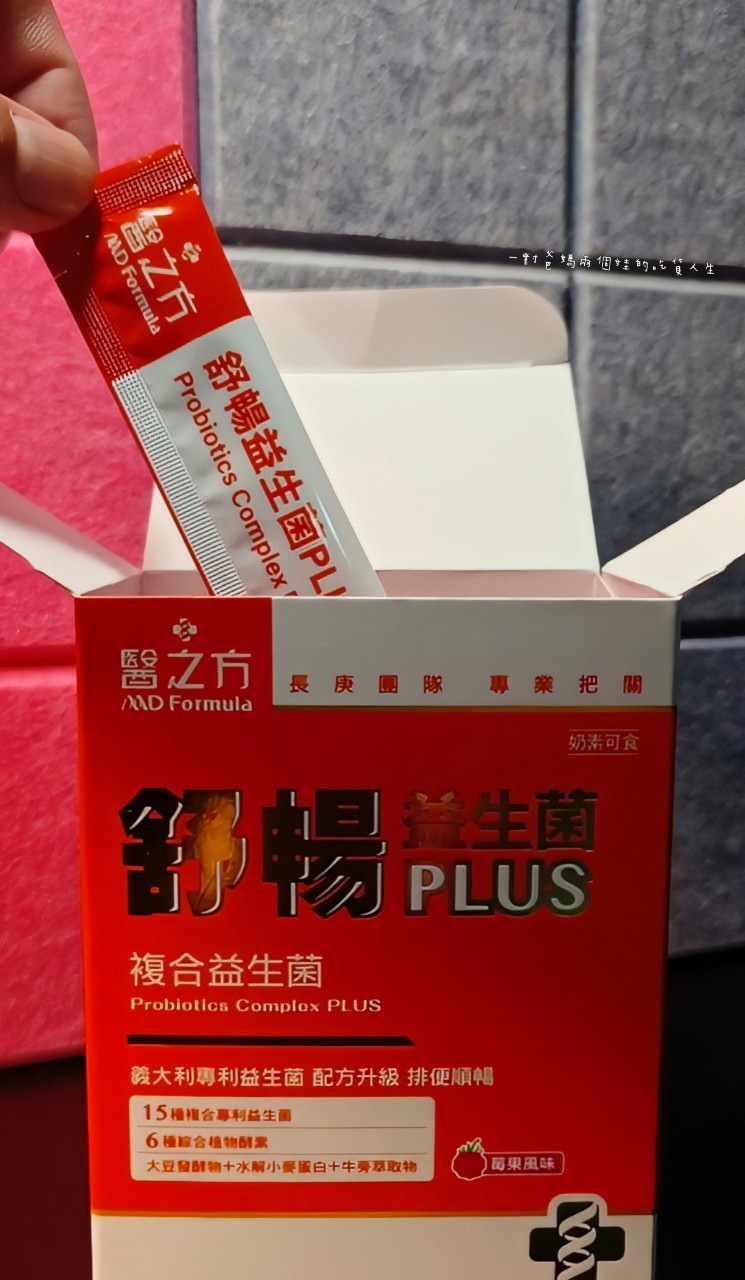 醫之方
MD Formula
舒暢益生菌PLU
Probiotics Complex
一對爸媽兩個娃的吃貨人生
醫之方
MD Formula
長庚團隊 專業把關
奶素可食
舒暢益生菌
PLUS
複合益生菌
Probiotics Complex PLUS
義大利專利益生菌 配方升級 排便順暢
15種複合專利益生菌
6種綜合植物酵素
大豆發酵物+水解小麥蛋白+牛蒡萃取物
莓果風味